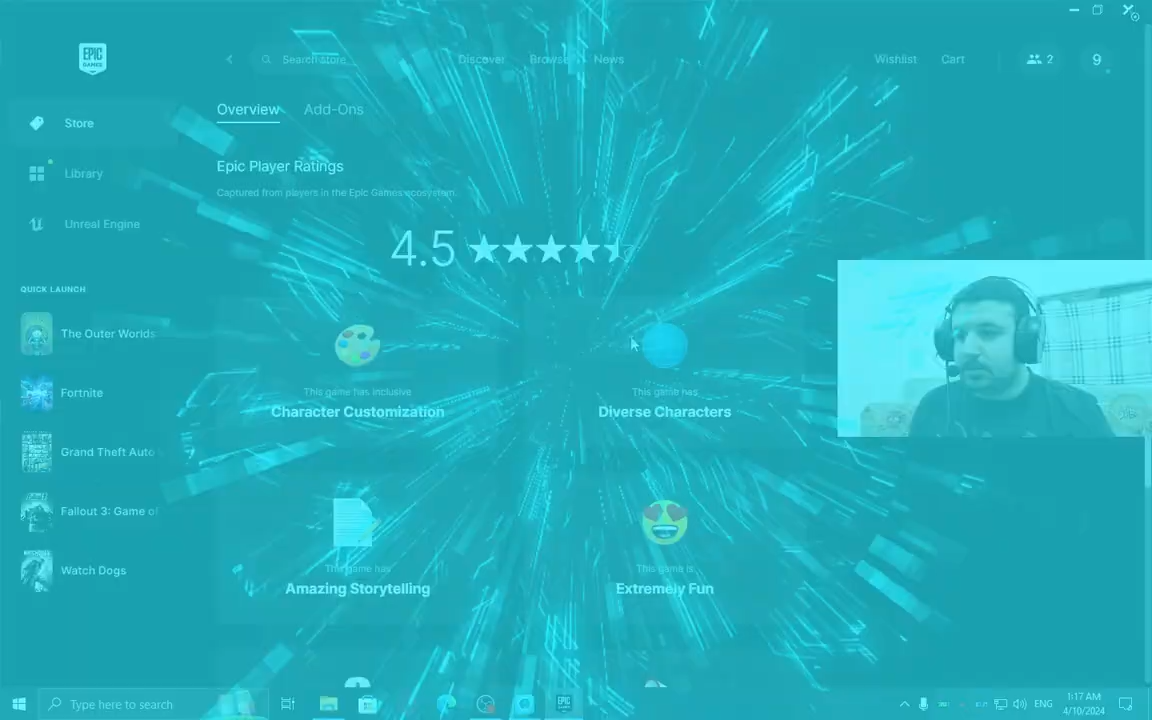 EPIC
GAMES
Search store
Discover
Browse
News
Wishlist
Cart
2
9
Store
Library
Unreal Engine
QUICK LAUNCH
The Outer Worlds
Fortnite
Grand Theft Auto
Fallout 3: Game of
Watch Dogs
Overview
Add-Ons
Epic Player Ratings
Captured from players in the Epic Games ecosystem.
4.5
This game has inclusive
Character Customization
This game has
Diverse Characters
This game has
Amazing Storytelling
This game is
Extremely Fun
Type here to search
ENG
1:17 AM
4/10/2024